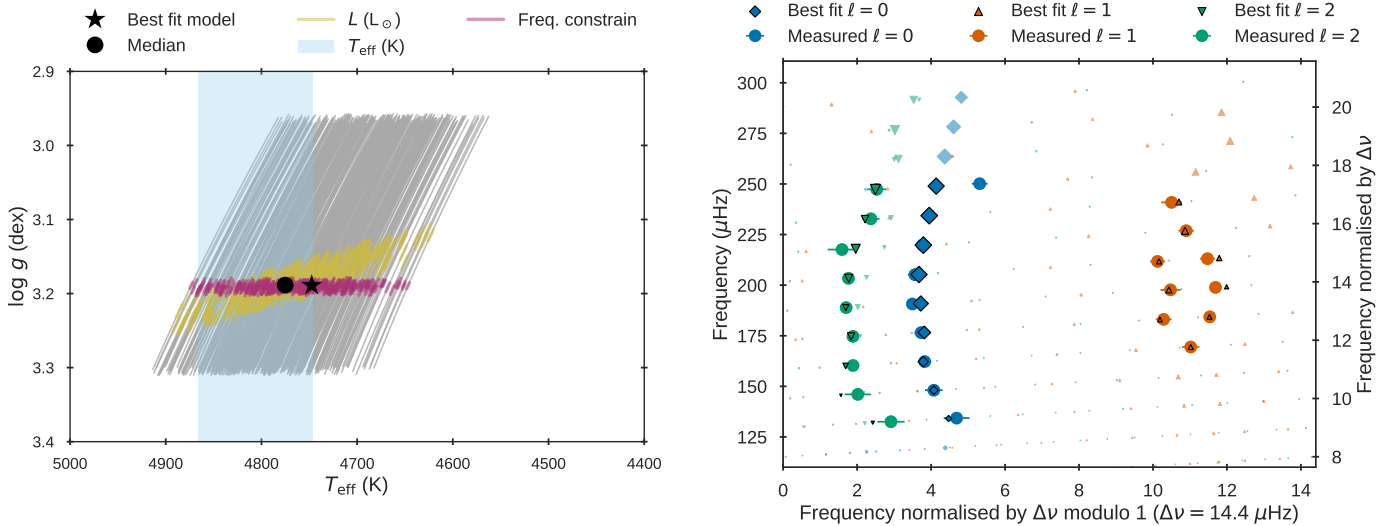 Best fit model
L (L⊙)
Freq. constrain
Median
Teff (K)
2.9
3.0
3.1
3.2
3.3
3.4
log g (dex)
5000 4900 4800 4700 4600 4500 4400
Teff (K)
Best fit ℓ = 0
Best fit ℓ = 1
Best fit ℓ = 2
Measured ℓ = 0
Measured ℓ = 1
Measured ℓ = 2
300
275
250
225
200
175
150
125
Frequency (μHz)
20
18
16
14
12
10
8
Frequency normalised by Δν
0 2 4 6 8 10 12 14
Frequency normalised by Δν modulo 1 (Δν = 14.4 μHz)